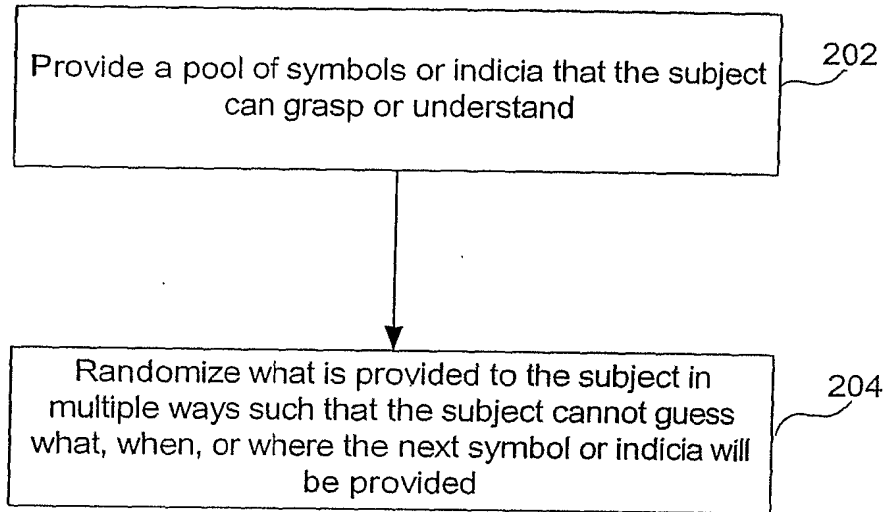 Provide a pool of symbols or indicia that the subject
can grasp or understand
202
Randomize what is provided to the subject in
multiple ways such that the subject cannot guess
what, when, or where the next symbol or indicia will
be provided
204